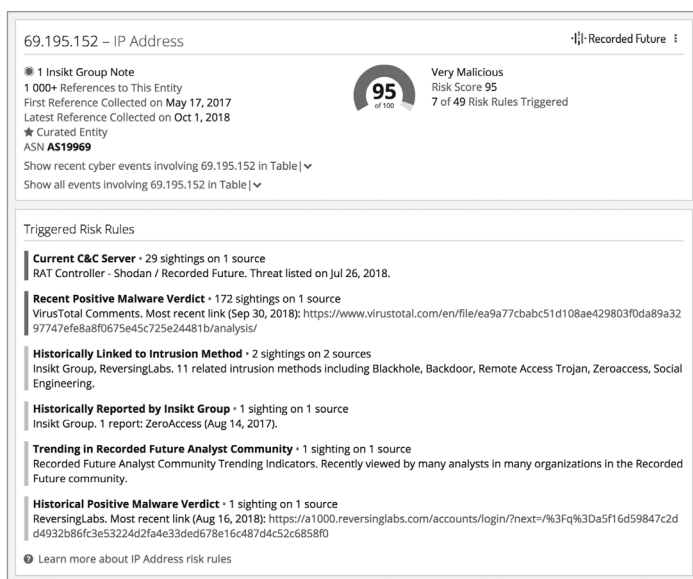 69.195.152 – IP Address
Recorded Future
1 Insikt Group Note
1 000+ References to This Entity
First Reference Collected on May 17, 2017
Latest Reference Collected on Oct 1, 2018
Curated Entity
ASN AS19969
Show recent cyber events involving 69.195.152 in Table|
Show all events involving 69.195.152 in Table|
95
of 100
Very Malicious
Risk Score 95
7 of 49 Risk Rules Triggered
Triggered Risk Rules
Current C&C Server • 29 sightings on 1 source
RAT Controller - Shodan / Recorded Future. Threat listed on Jul 26, 2018.
Recent Positive Malware Verdict • 172 sightings on 1 source
VirusTotal Comments. Most recent link (Sep 30, 2018): https://www.virustotal.com/en/file/ea9a77cbabc51d108ae429803f0da89a32
97747efe8a8f0675e45c725e24481b/analysis/
Historically Linked to Intrusion Method • 2 sightings on 2 sources
Insikt Group, ReversingLabs. 11 related intrusion methods including Blackhole, Backdoor, Remote Access Trojan, Zeroaccess, Social
Engineering.
Historically Reported by Insikt Group • 1 sighting on 1 source
Insikt Group. 1 report: ZeroAccess (Aug 14, 2017).
Trending in Recorded Future Analyst Community • 1 sighting on 1 source
Recorded Future Analyst Community Trending Indicators. Recently viewed by many analysts in many organizations in the Recorded
Future community.
Historical Positive Malware Verdict • 1 sighting on 1 source
ReversingLabs. Most recent link (Aug 16, 2018): https://a1000.reversinglabs.com/accounts/login/?next=/%3Fq%3Da5f16d59847c2d
d4932b86fc3e53224d2fa4e33ded678e16c487d4c52c6858f0
Learn more about IP Address risk rules